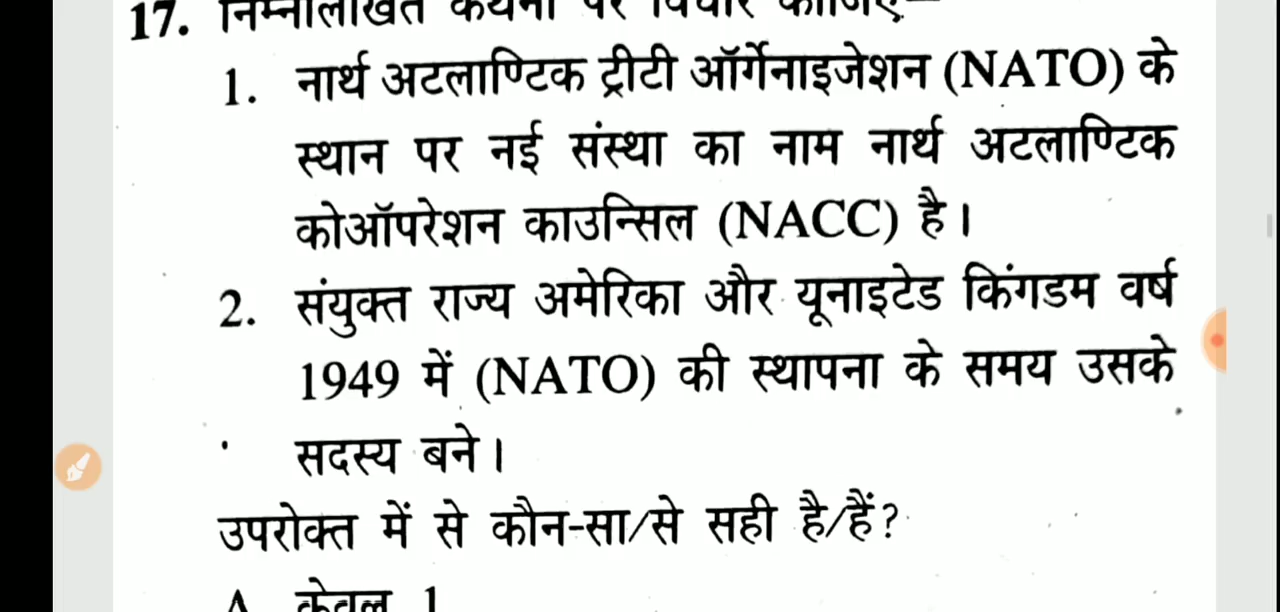 17. निम्नलिखित कथनों पर विचार कीजिए–
1. नार्थ अटलाण्टिक ट्रीटी ऑर्गेनाइजेशन (NATO) के
स्थान पर नई संस्था का नाम नार्थ अटलाण्टिक
कोऑपरेशन काउन्सिल (NACC) है।
2. संयुक्त राज्य अमेरिका और यूनाइटेड किंगडम वर्ष
1949 में (NATO) की स्थापना के समय उसके
सदस्य बने।
उपरोक्त में से कौन-सा/से सही है/हैं?
A. केवल 1